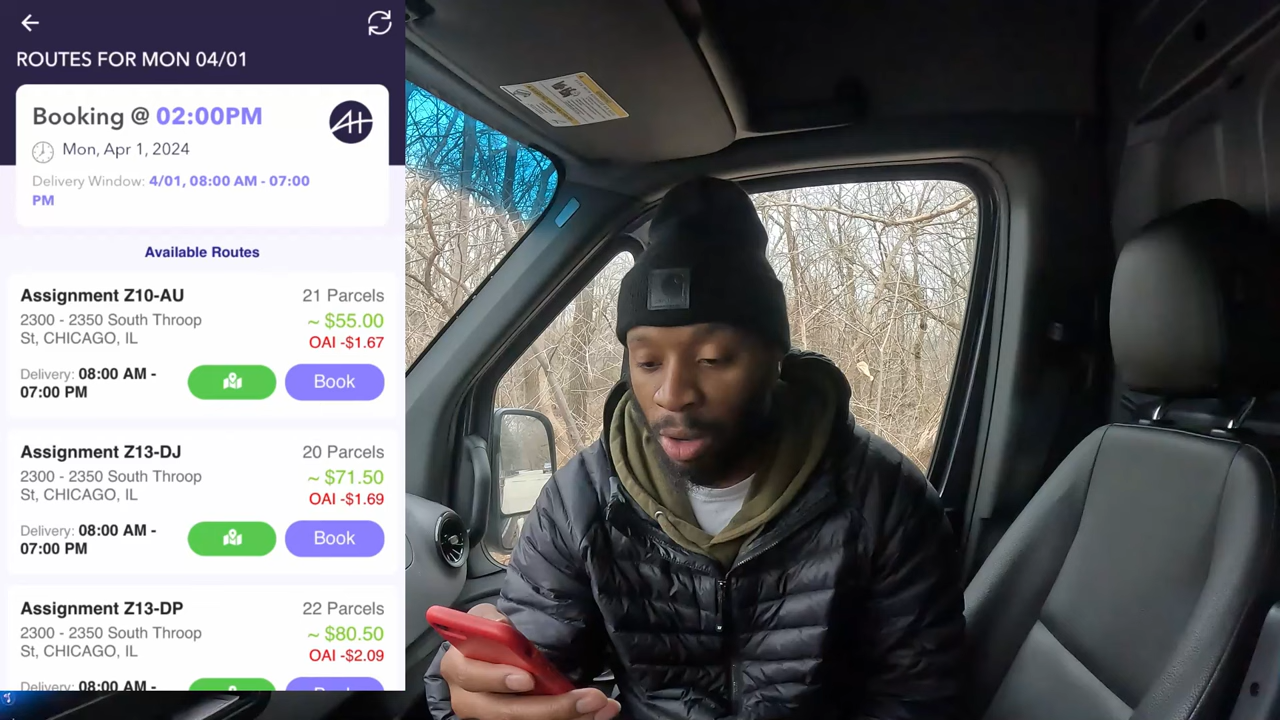 ROUTES FOR MON 04/01
Booking @ 02:00PM
AH
Mon, Apr 1, 2024
Delivery Window: 4/01, 08:00 AM - 07:00
PM
Available Routes
Assignment Z10-AU 21 Parcels
2300 - 2350 South Throop ~ $55.00
St, CHICAGO, IL OAI -$1.67
Delivery: 08:00 AM -
07:00 PM
Book
Assignment Z13-DJ 20 Parcels
2300 - 2350 South Throop ~ $71.50
St, CHICAGO, IL OAI -$1.69
Delivery: 08:00 AM -
07:00 PM
Book
Assignment Z13-DP 22 Parcels
2300 - 2350 South Throop ~ $80.50
St, CHICAGO, IL OAI -$2.09
Delivery: 08:00 AM -